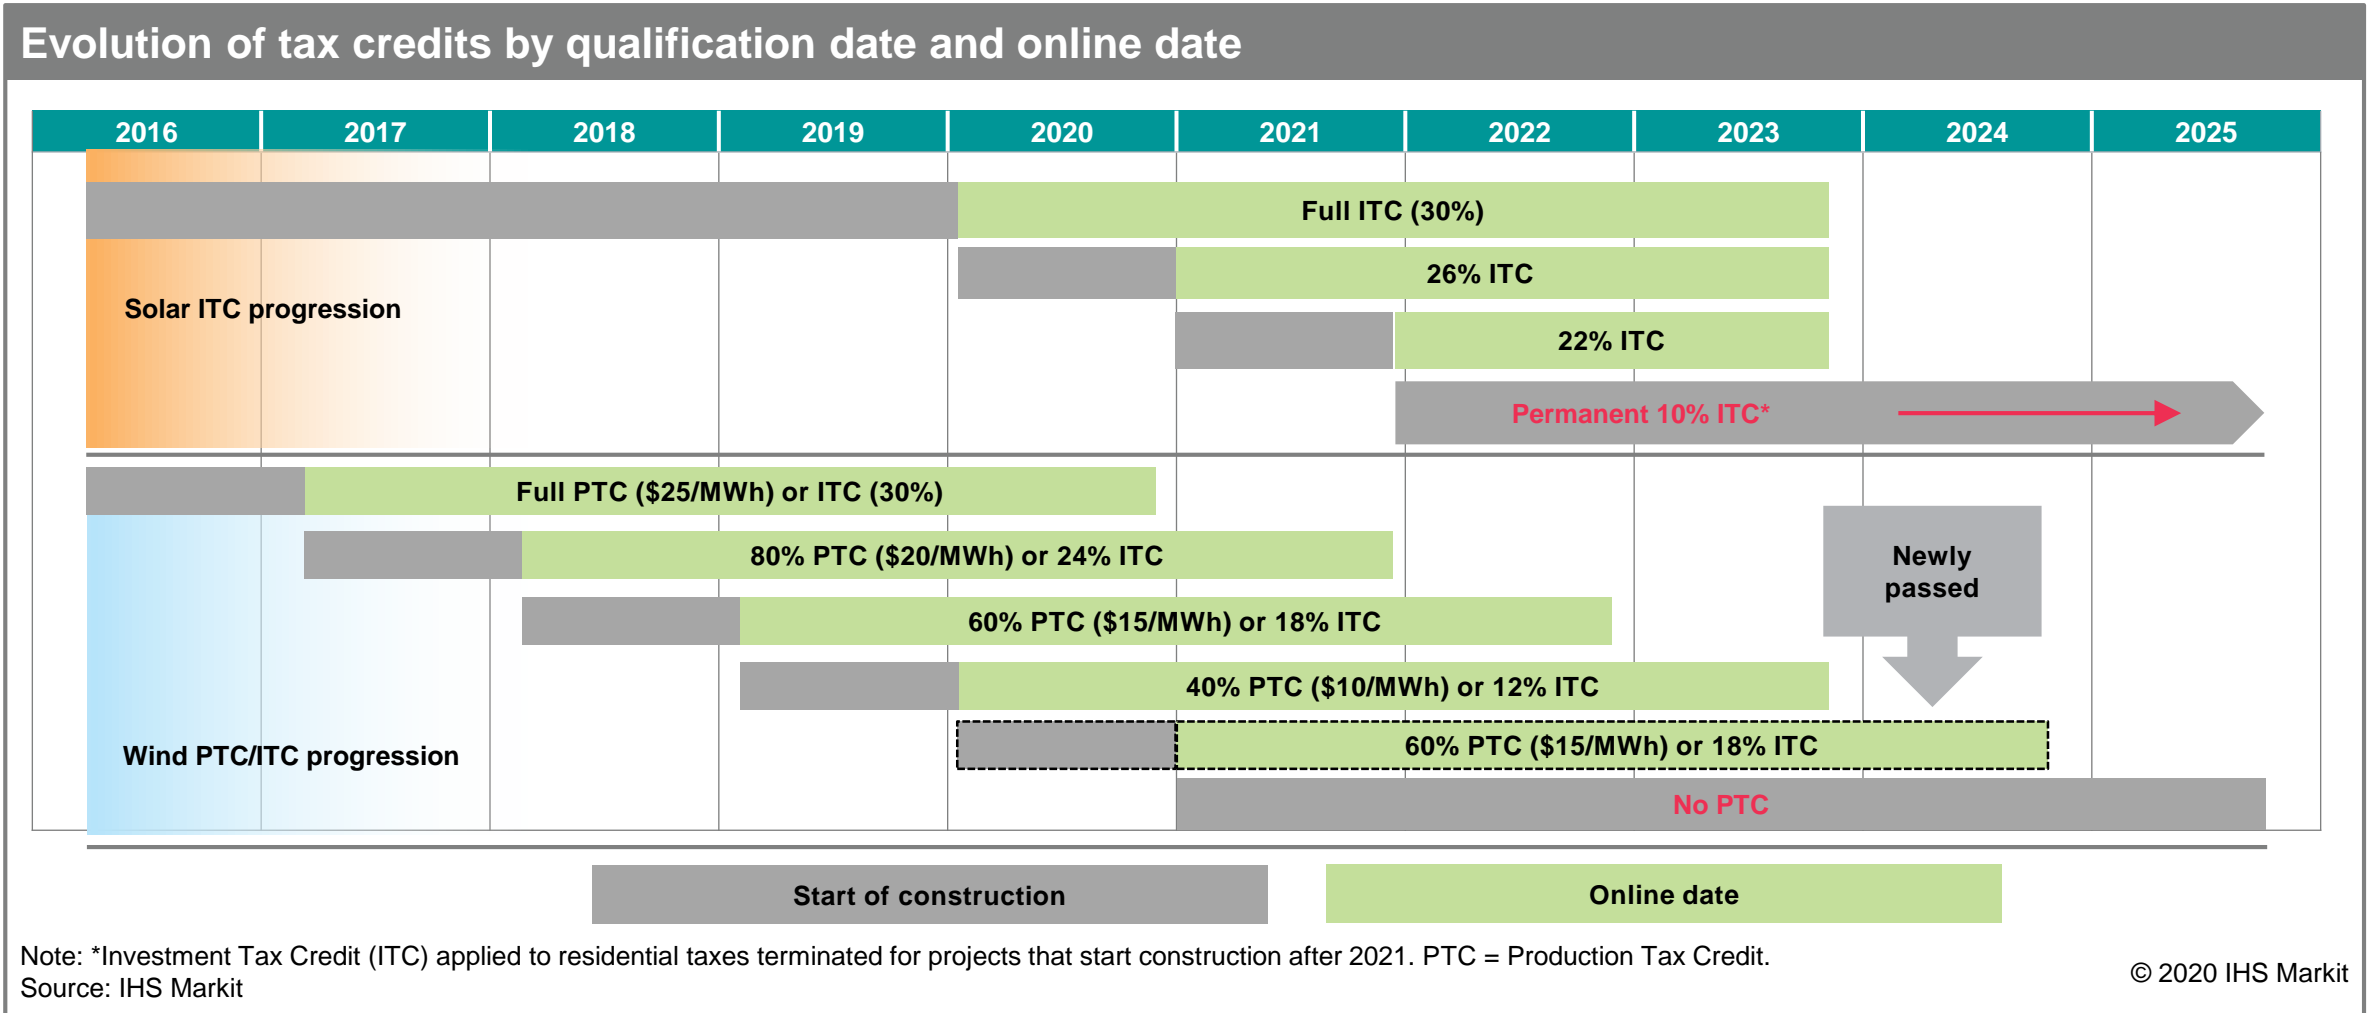 Evolution of tax credits by qualification date and online date
2016 2017 2018 2019 2020 2021 2022 2023 2024 2025
Full ITC (30%)
26% ITC
Solar ITC progression
22% ITC
Permanent 10% ITC*
Full PTC ($25/MWh) or ITC (30%)
80% PTC ($20/MWh) or 24% ITC
Newly
passed
60% PTC ($15/MWh) or 18% ITC
40% PTC ($10/MWh) or 12% ITC
60% PTC ($15/MWh) or 18% ITC
Wind PTC/ITC progression
No PTC
Start of construction
Online date
Note: *Investment Tax Credit (ITC) applied to residential taxes terminated for projects that start construction after 2021. PTC = Production Tax Credit.
Source: IHS Markit
© 2020 IHS Markit